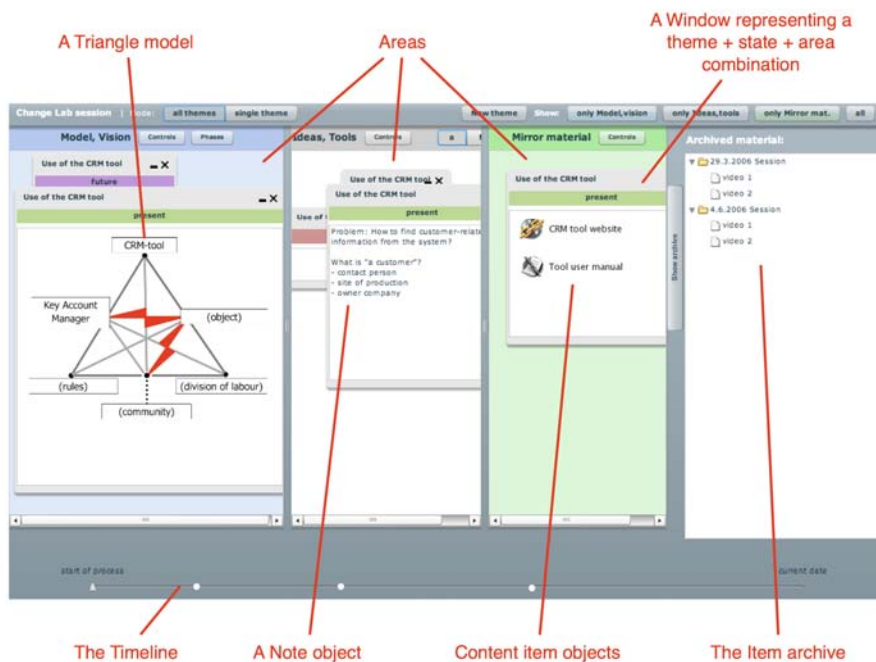 A Triangle model
Areas
A Window representing a
theme + state + area
combination
Change Lab session
all themes
single theme
New theme
Show:
only Model,vision
only Ideas,tools
only Mirror mat.
all
Model, Vision
Controls
Phases
Ideas, Tools
Controls
a
Mirror material
Controls
Archived material:
Use of the CRM tool
future
Use of the CRM tool
present
CRM-tool
Key Account
Manager
(object)
(rules)
(division of labour)
(community)
Use of the CRM tool
Use of the CRM tool
present
Use of
Problem: How to find customer-relate
information from the system?
What is "a customer"?
- contact person
- site of production
- owner company
Use of the CRM tool
present
CRM tool website
Tool user manual
Show archive
29.3.2006 Session
video 1
video 2
4.6.2006 Session
video 1
video 2
start of process
current date
The Timeline
A Note object
Content item objects
The Item archive